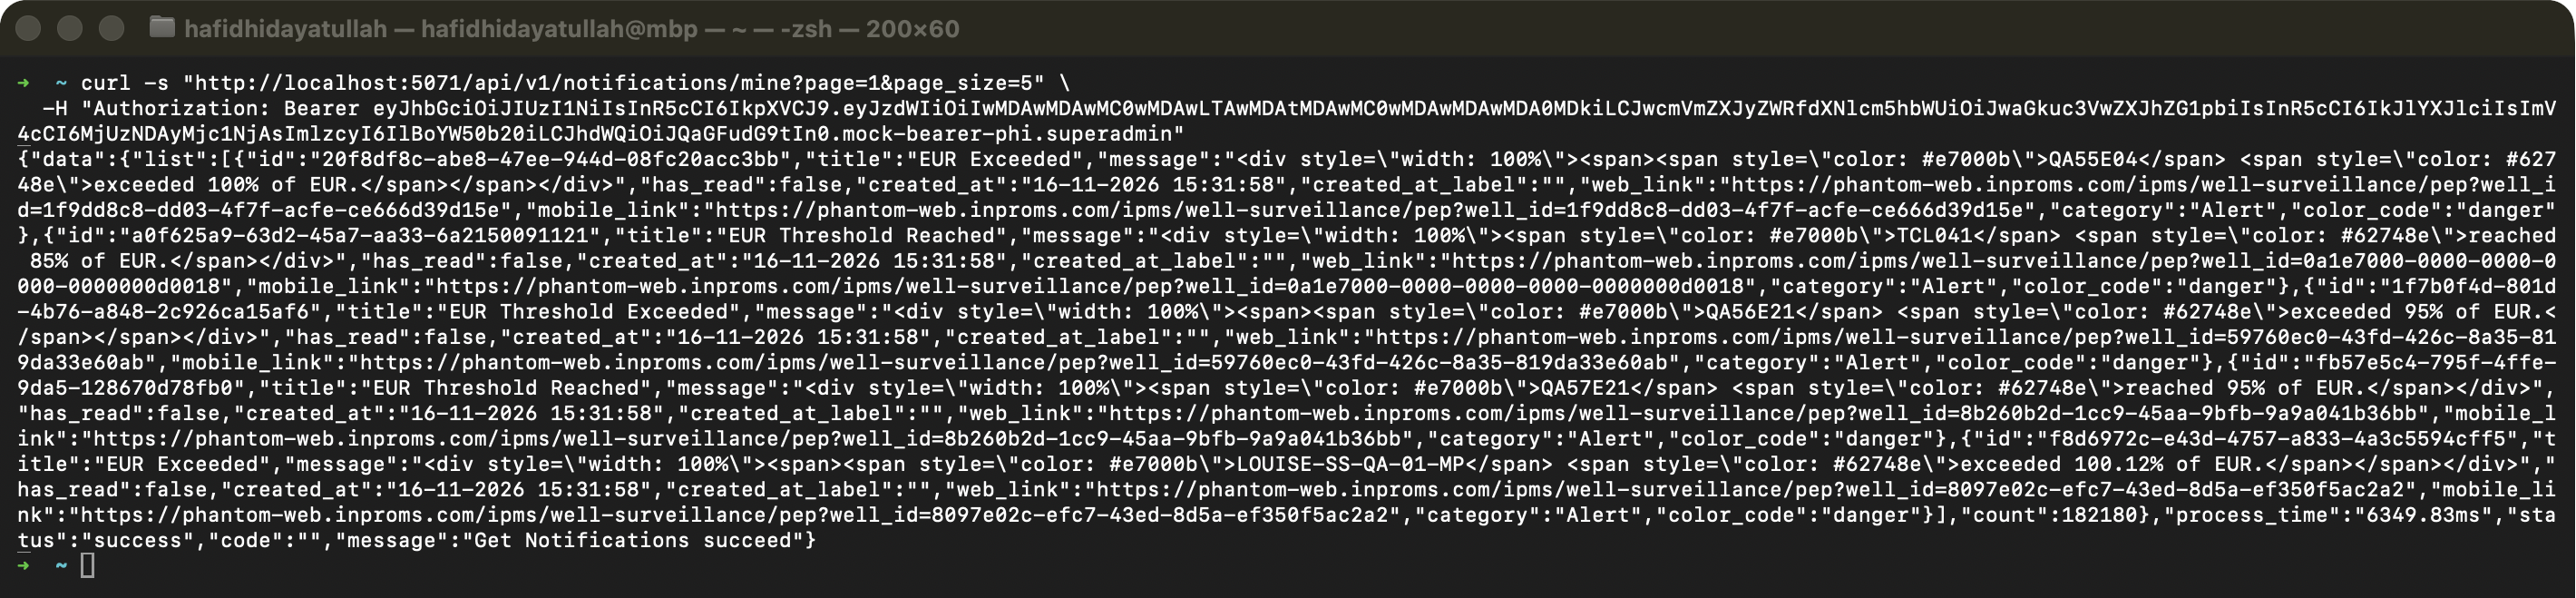 hafidhidayatullah — hafidhidayatullah@mbp — ~ — -zsh — 200×60
➜  ~ curl -s "http://localhost:5071/api/v1/notifications/mine?page=1&page_size=5" \
  -H "Authorization: Bearer eyJhbGciOiJIUzI1NiIsInR5cCI6IkpXVCJ9.eyJzdWIiOiIwMDAwMDAwMC0wMDAwLTAwMDAtMDAwMC0wMDAwMDAwMDA0MDkiLCJwcmVmZXJyZWRfdXNlcm5hbWUiOiJwaGkuc3VwZXJhZG1pbiIsInR5cCI6IkJlYXJlciIsImV
4cCI6MjUzNDAyMjc1NjAsImlzcyI6IlBoYW50b20iLCJhdWQiOiJQaGFudG9tIn0.mock-bearer-phi.superadmin"
{"data":{"list":[{"id":"20f8df8c-abe8-47ee-944d-08fc20acc3bb","title":"EUR Exceeded","message":"<div style=\"width: 100%\"><span><span style=\"color: #e7000b\">QA55E04</span> <span style=\"color: #627
48e\">exceeded 100% of EUR.</span></span></div>","has_read":false,"created_at":"16-11-2026 15:31:58","created_at_label":"","web_link":"https://phantom-web.inproms.com/ipms/well-surveillance/pep?well_i
d=1f9dd8c8-dd03-4f7f-acfe-ce666d39d15e","mobile_link":"https://phantom-web.inproms.com/ipms/well-surveillance/pep?well_id=1f9dd8c8-dd03-4f7f-acfe-ce666d39d15e","category":"Alert","color_code":"danger"
},{"id":"a0f625a9-63d2-45a7-aa33-6a2150091121","title":"EUR Threshold Reached","message":"<div style=\"width: 100%\"><span style=\"color: #e7000b\">TCL041</span> <span style=\"color: #62748e\">reached
 85% of EUR.</span></div>","has_read":false,"created_at":"16-11-2026 15:31:58","created_at_label":"","web_link":"https://phantom-web.inproms.com/ipms/well-surveillance/pep?well_id=0a1e7000-0000-0000-0
000-0000000d0018","mobile_link":"https://phantom-web.inproms.com/ipms/well-surveillance/pep?well_id=0a1e7000-0000-0000-0000-0000000d0018","category":"Alert","color_code":"danger"},{"id":"1f7b0f4d-801d
-4b76-a848-2c926ca15af6","title":"EUR Threshold Exceeded","message":"<div style=\"width: 100%\"><span><span style=\"color: #e7000b\">QA56E21</span> <span style=\"color: #62748e\">exceeded 95% of EUR.<
/span></span></div>","has_read":false,"created_at":"16-11-2026 15:31:58","created_at_label":"","web_link":"https://phantom-web.inproms.com/ipms/well-surveillance/pep?well_id=59760ec0-43fd-426c-8a35-81
9da33e60ab","mobile_link":"https://phantom-web.inproms.com/ipms/well-surveillance/pep?well_id=59760ec0-43fd-426c-8a35-819da33e60ab","category":"Alert","color_code":"danger"},{"id":"fb57e5c4-795f-4ffe-
9da5-128670d78fb0","title":"EUR Threshold Reached","message":"<div style=\"width: 100%\"><span style=\"color: #e7000b\">QA57E21</span> <span style=\"color: #62748e\">reached 95% of EUR.</span></div>",
"has_read":false,"created_at":"16-11-2026 15:31:58","created_at_label":"","web_link":"https://phantom-web.inproms.com/ipms/well-surveillance/pep?well_id=8b260b2d-1cc9-45aa-9bfb-9a9a041b36bb","mobile_l
ink":"https://phantom-web.inproms.com/ipms/well-surveillance/pep?well_id=8b260b2d-1cc9-45aa-9bfb-9a9a041b36bb","category":"Alert","color_code":"danger"},{"id":"f8d6972c-e43d-4757-a833-4a3c5594cff5","t
itle":"EUR Exceeded","message":"<div style=\"width: 100%\"><span><span style=\"color: #e7000b\">LOUISE-SS-QA-01-MP</span> <span style=\"color: #62748e\">exceeded 100.12% of EUR.</span></span></div>","
has_read":false,"created_at":"16-11-2026 15:31:58","created_at_label":"","web_link":"https://phantom-web.inproms.com/ipms/well-surveillance/pep?well_id=8097e02c-efc7-43ed-8d5a-ef350f5ac2a2","mobile_li
nk":"https://phantom-web.inproms.com/ipms/well-surveillance/pep?well_id=8097e02c-efc7-43ed-8d5a-ef350f5ac2a2","category":"Alert","color_code":"danger"}],"count":182180},"process_time":"6349.83ms","sta
tus":"success","code":"","message":"Get Notifications succeed"}
➜  ~